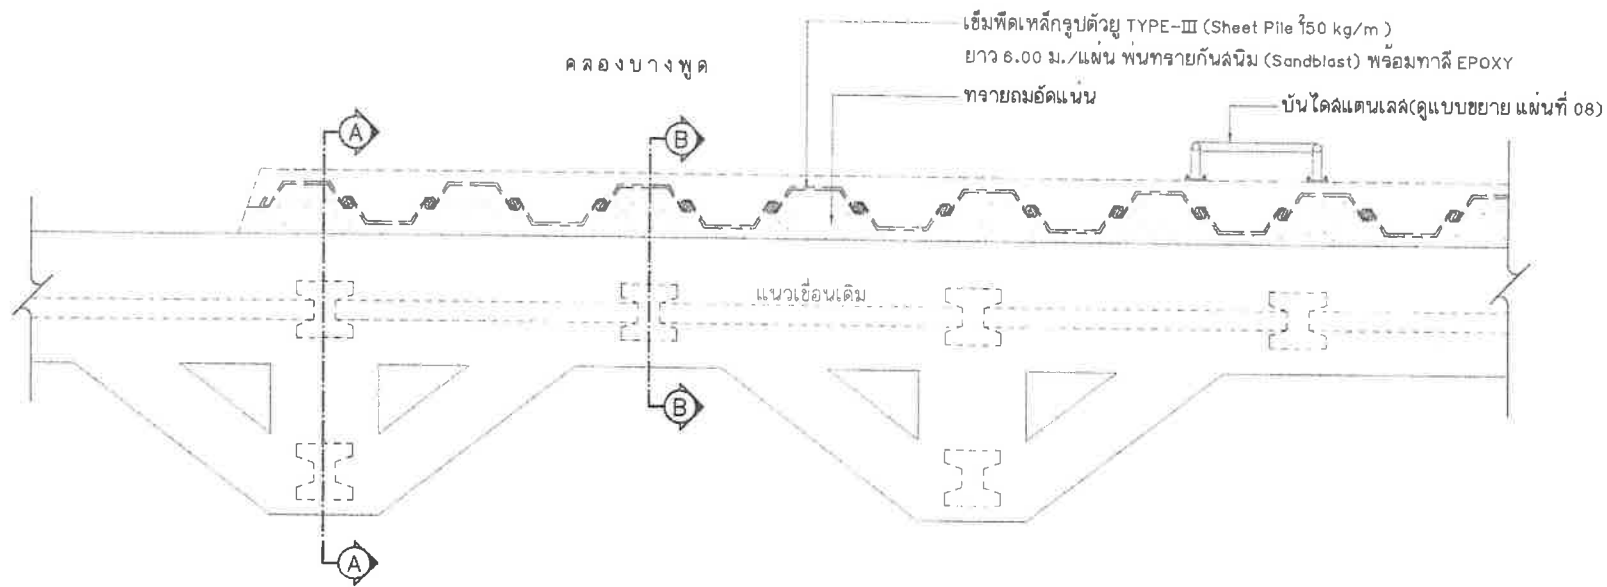 เข็มพืดเหล็กรูปตัวยู TYPE-III (Sheet Pile 150 kg/m²)
ยาว 6.00 ม./แผ่น พ่นทรายกันสนิม (Sandblast) พร้อมทาสี EPOXY
คลองบางพูด
ทรายถมอัดแน่น
บันไดสแตนเลส(ดูแบบขยาย แผ่นที่ 08)
A
B
แนวเขื่อนเดิม
B
A